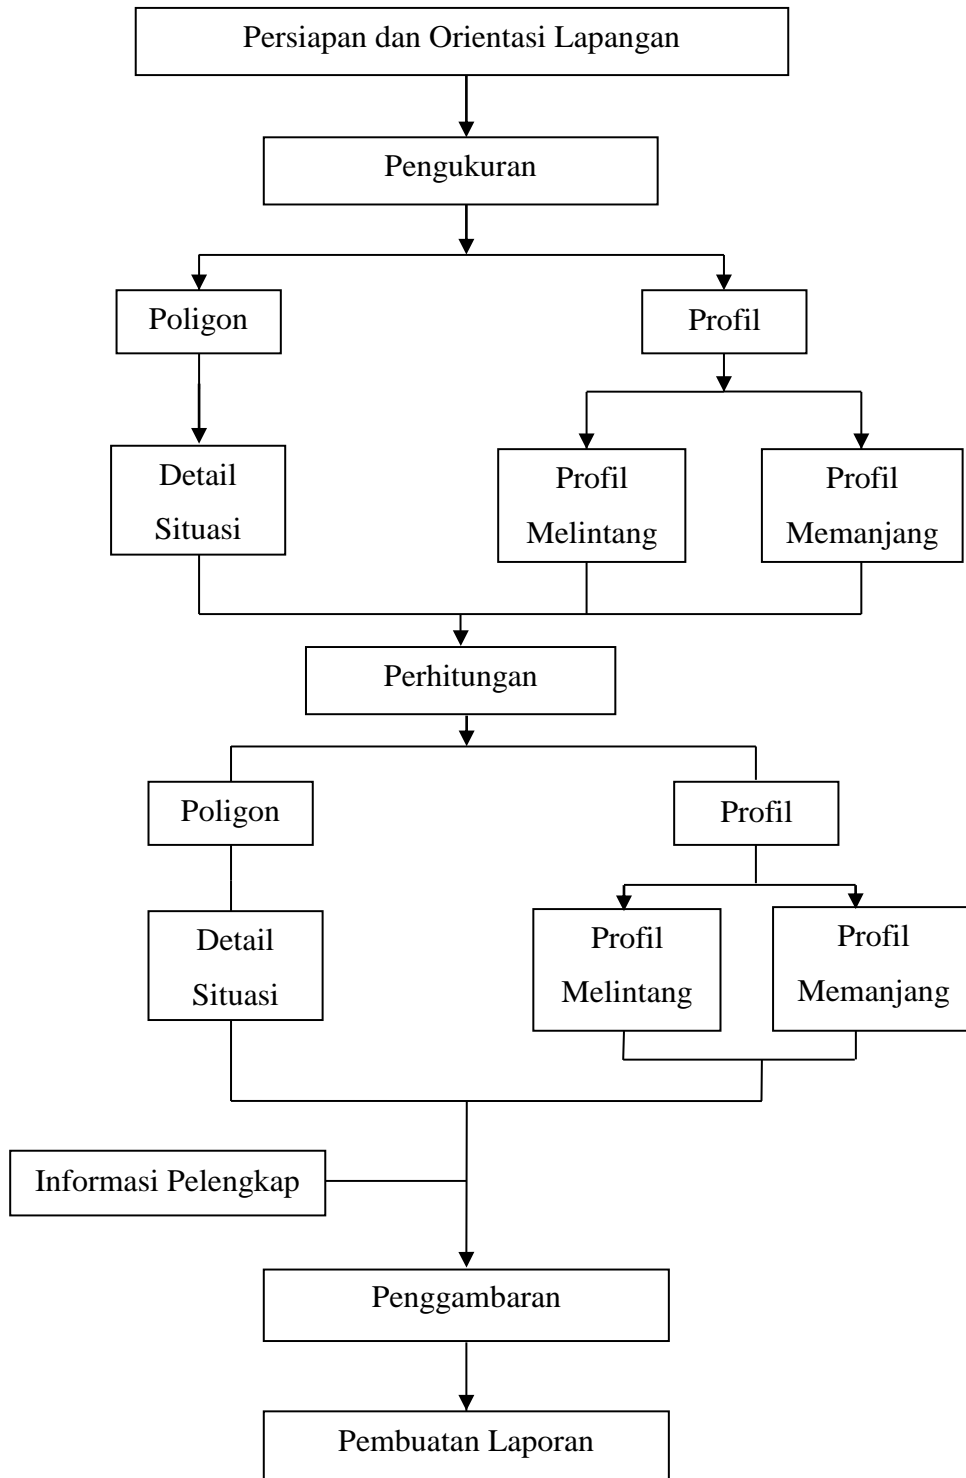 Persiapan dan Orientasi Lapangan
Pengukuran
Poligon
Profil
Detail
Situasi
Profil
Melintang
Profil
Memanjang
Perhitungan
Poligon
Profil
Detail
Situasi
Profil
Melintang
Profil
Memanjang
Informasi Pelengkap
Penggambaran
Pembuatan Laporan